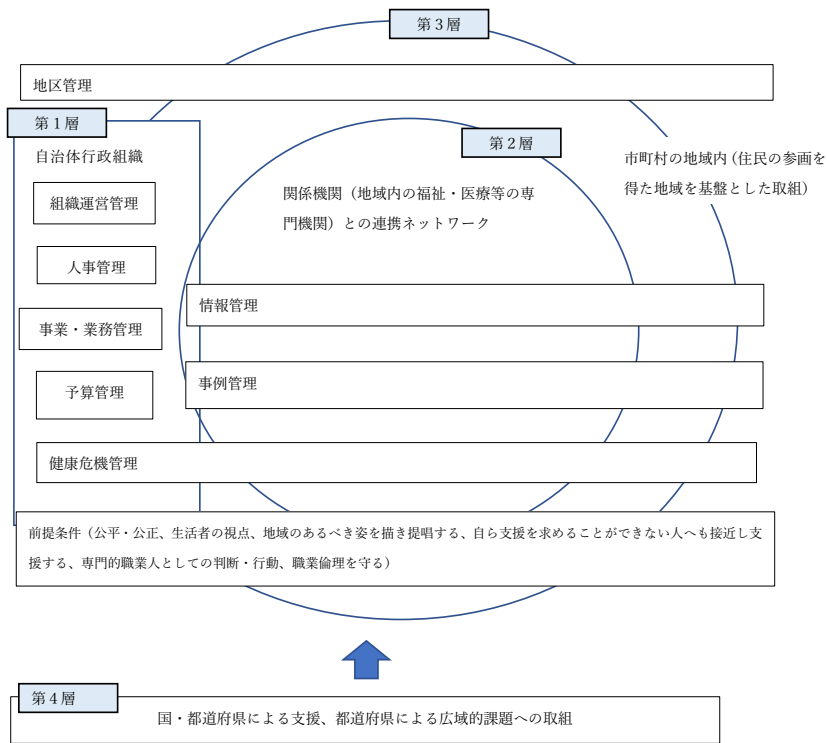 第３層
地区管理
第１層
自治体行政組織
組織運営管理
人事管理
事業・業務管理
予算管理
第２層
関係機関（地域内の福祉・医療等の専
門機関）との連携ネットワーク
市町村の地域内（住民の参画を
得た地域を基盤とした取組）
情報管理
事例管理
健康危機管理
前提条件（公平・公正、生活者の視点、地域のあるべき姿を描き提唱する、自ら支援を求めることができない人へも接近し支
援する、専門的職業人としての判断・行動、職業倫理を守る）
第４層
国・都道府県による支援、都道府県による広域的課題への取組